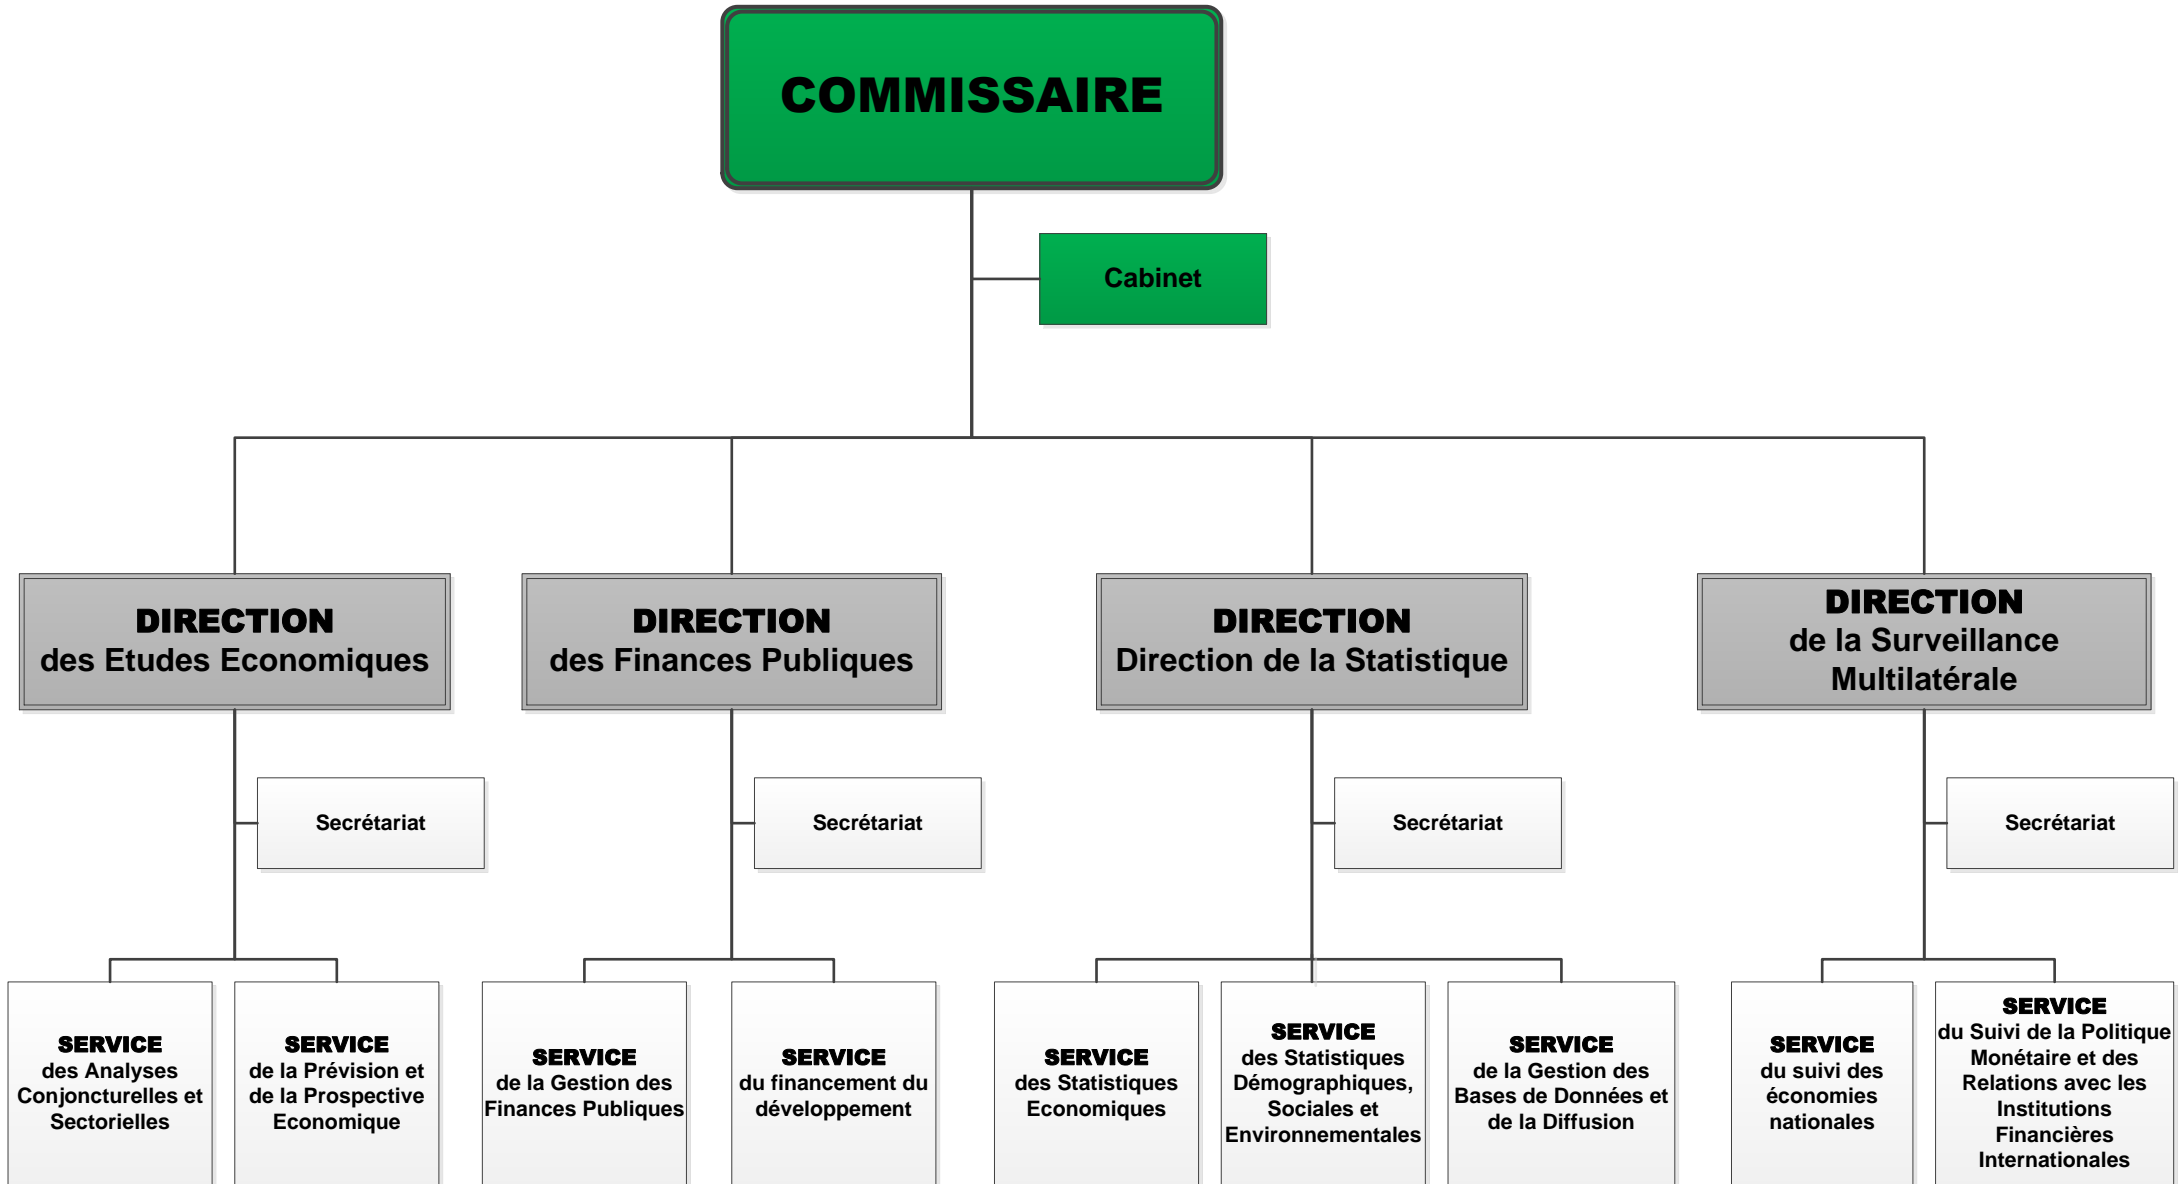 COMMISSAIRE
Cabinet
DIRECTION
des Etudes Economiques
DIRECTION
des Finances Publiques
DIRECTION
Direction de la Statistique
DIRECTION
de la Surveillance
Multilatérale
Secrétariat
Secrétariat
Secrétariat
Secrétariat
SERVICE
des Analyses
Conjoncturelles et
Sectorielles
SERVICE
de la Prévision et
de la Prospective
Economique
SERVICE
de la Gestion des
Finances Publiques
SERVICE
du financement du
développement
SERVICE
des Statistiques
Economiques
SERVICE
des Statistiques
Démographiques,
Sociales et
Environnementales
SERVICE
de la Gestion des
Bases de Données et
de la Diffusion
SERVICE
du suivi des
économies
nationales
SERVICE
du Suivi de la Politique
Monétaire et des
Relations avec les
Institutions
Financières
Internationales